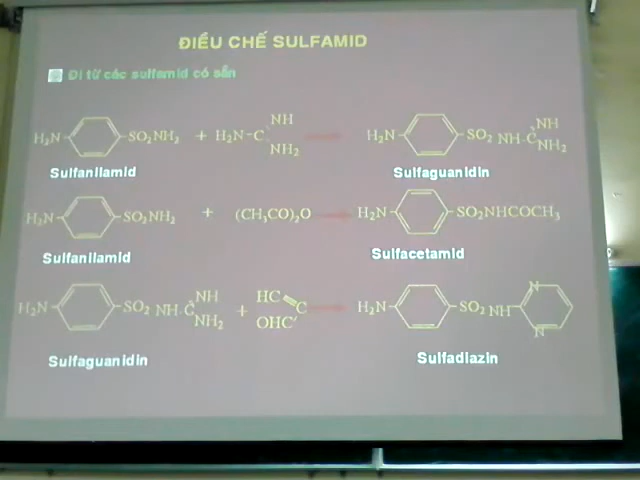 ĐIỀU CHẾ SULFAMID
Đi từ các sulfamid có sẵn
H₂N SO₂NH₂ + H₂N-C NH NH₂ H₂N SO₂ NH-C NH NH₂
Sulfanilamid Sulfaguanidin
H₂N SO₂NH₂ + (CH₃CO)₂O H₂N SO₂NHCOCH₃
Sulfanilamid Sulfacetamid
H₂N SO₂ NH-C NH NH₂ + HC C OHC H₂N SO₂ NH N N
Sulfaguanidin Sulfadiazin